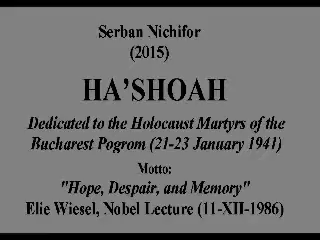 Serban Nichifor
(2015)
HA'SHOAH
Dedicated to the Holocaust Martyrs of the
Bucharest Pogrom (21-23 January 1941)
Motto:
"Hope, Despair, and Memory"
Elie Wiesel, Nobel Lecture (11-XII-1986)